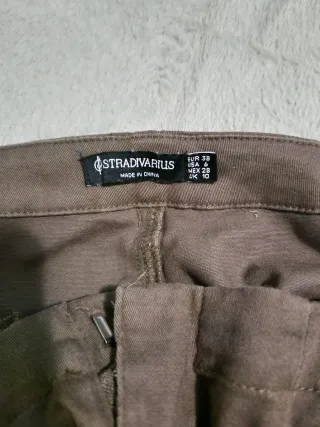 STRADIVARIUS
MADE IN CHINA
EUR 38
USA 6
MEX 28
UK 10